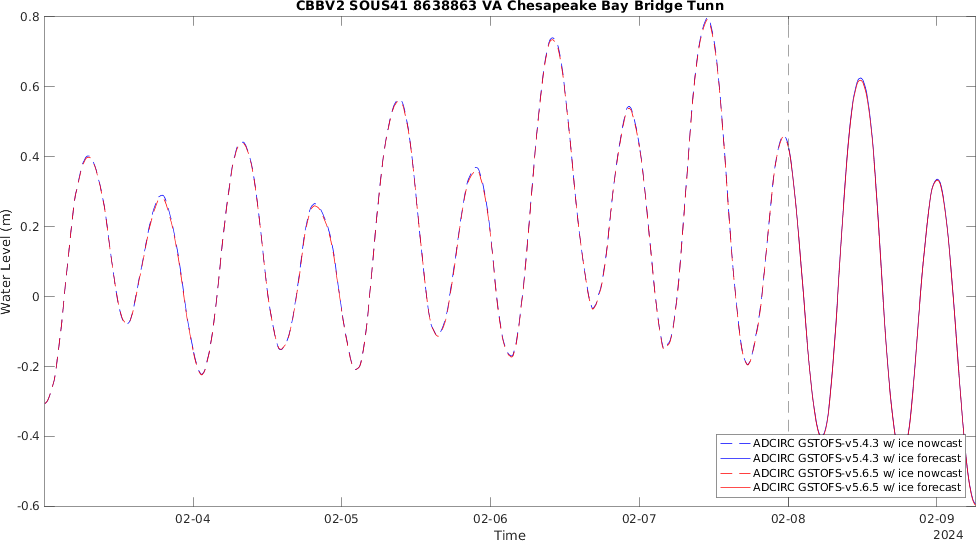 CBBV2 SOUS41 8638863 VA Chesapeake Bay Bridge Tunn
0.8
0.6
0.4
0.2
0
-0.2
-0.4
-0.6
Water Level (m)
ADCIRC GSTOFS-v5.4.3 w/ ice nowcast
ADCIRC GSTOFS-v5.4.3 w/ ice forecast
ADCIRC GSTOFS-v5.6.5 w/ ice nowcast
ADCIRC GSTOFS-v5.6.5 w/ ice forecast
02-04 02-05 02-06 02-07 02-08 02-09
Time
2024